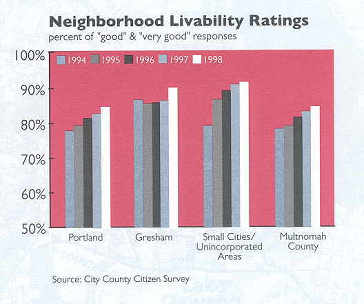 Neighborhood Livability Ratings
percent of "good" & "very good" responses
1994 1995 1996 1997 1998
100%
90%
80%
70%
60%
50%
Portland
Gresham
Small Cities/
Unincorporated
Areas
Multnomah
County
Source: City County Citizen Survey